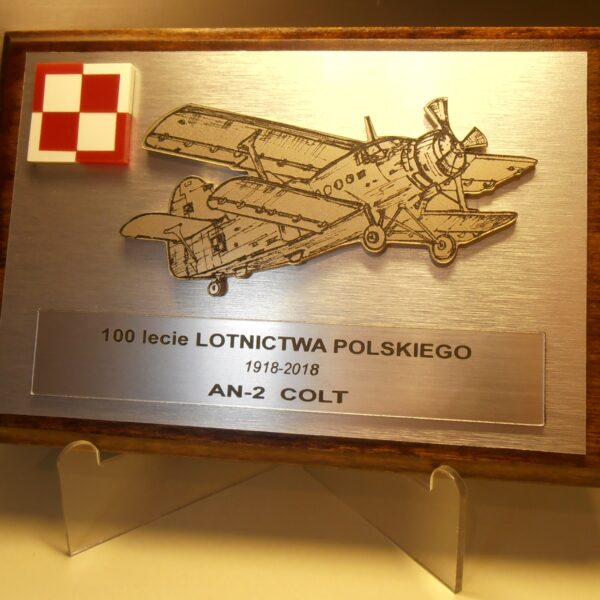 100 lecie LOTNICTWA POLSKIEGO
1918-2018
AN-2 COLT